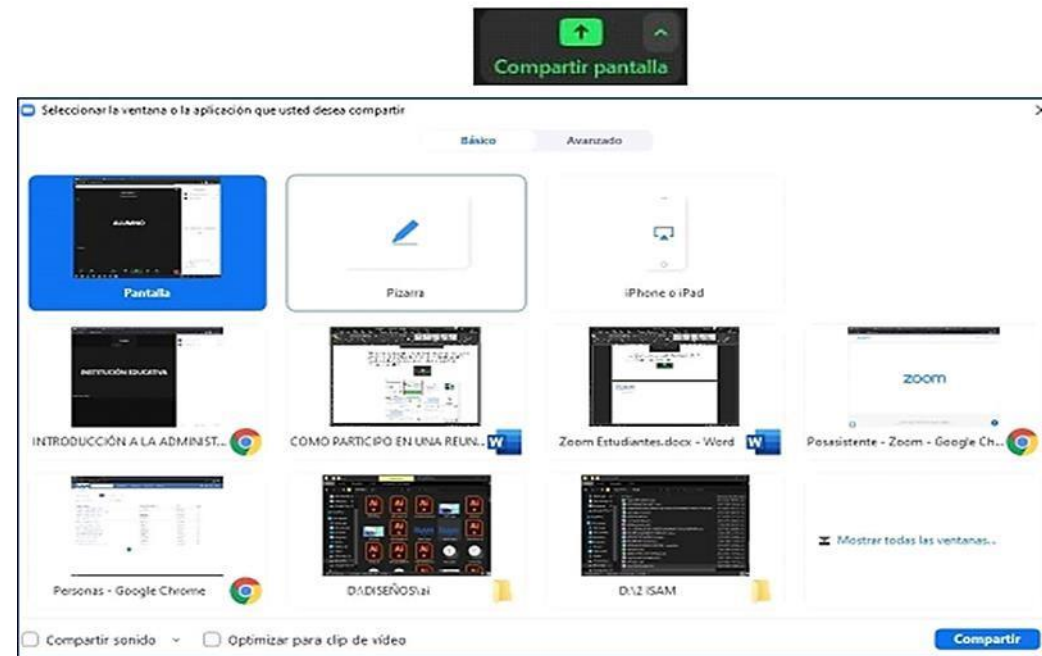 Compartir pantalla
Seleccionar la ventana o la aplicación que usted desea compartir
Básico Avanzado
ALUMNO
Pantalla
Pizarra
iPhone o iPad
INSTITUCIÓN EDUCATIVA
zoom
INTRODUCCIÓN A LA ADMINIST...
COMO PARTICIPO EN UNA REUN...
Zoom Estudiantes.docx - Word
Posasistente - Zoom - Google Ch...
Personas - Google Chrome
D:\DISEÑOS\ai
D:\2 ISAM
Mostrar todas las ventanas...
Compartir sonido
Optimizar para clip de vídeo
Compartir